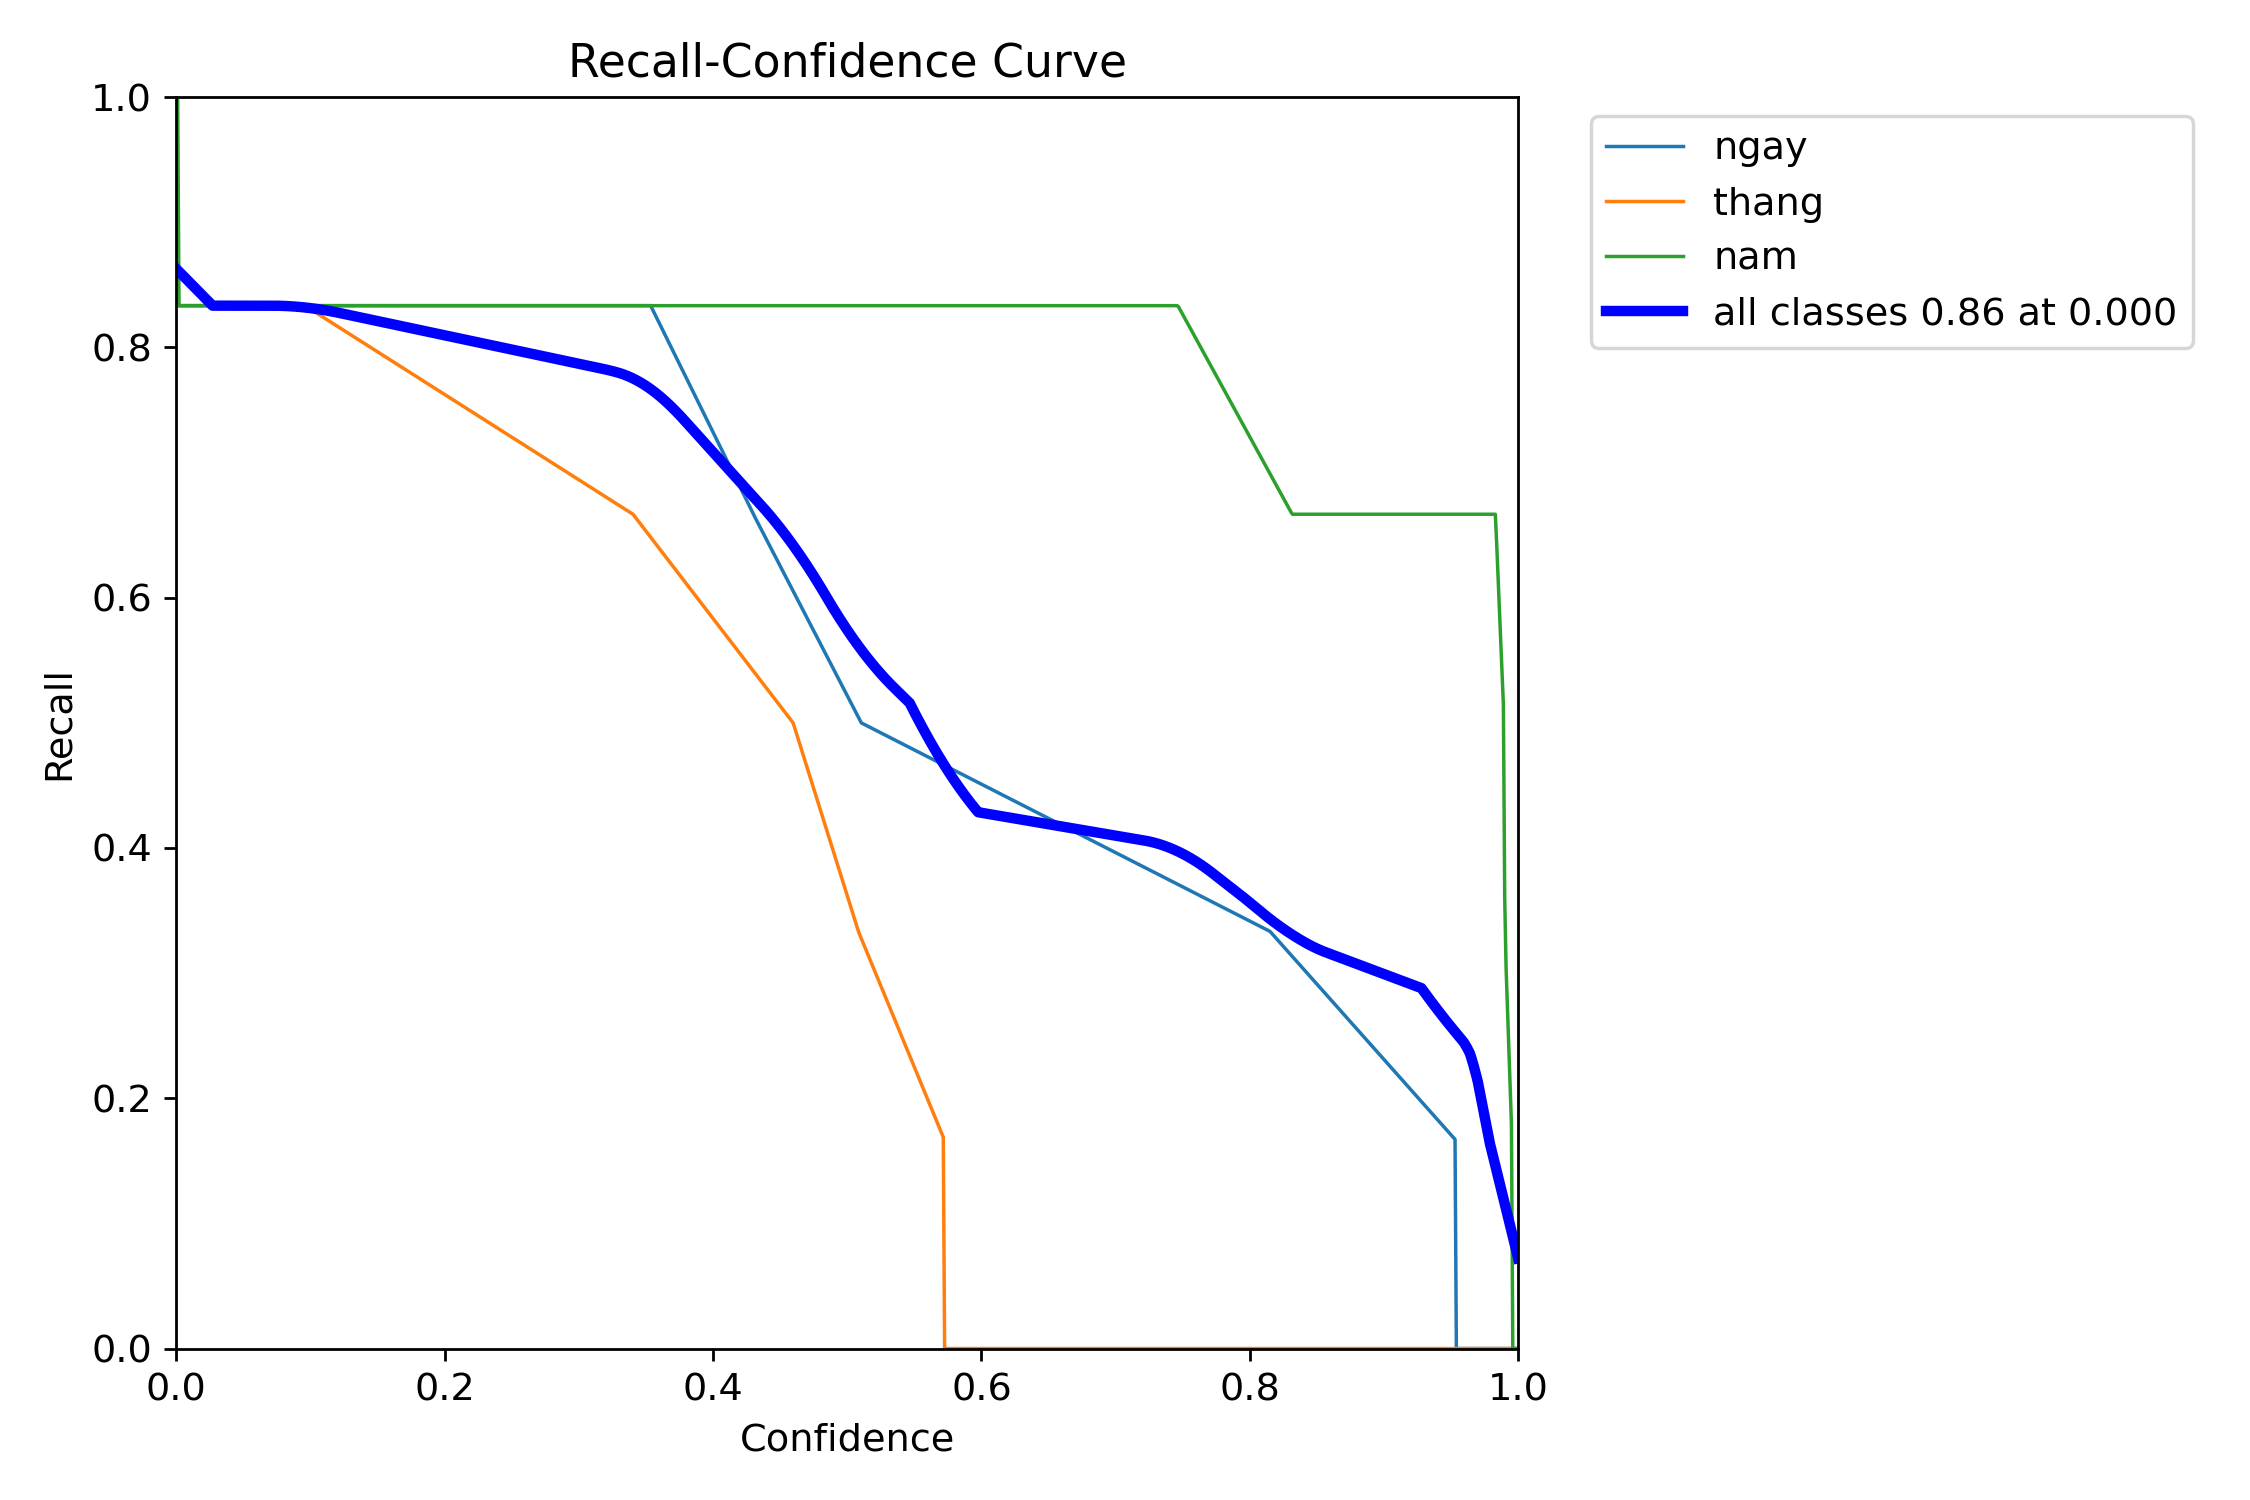 Recall-Confidence Curve
1.0
0.8
0.6
0.4
0.2
0.0
Recall
0.0 0.2 0.4 0.6 0.8 1.0
Confidence
ngay
thang
nam
all classes 0.86 at 0.000